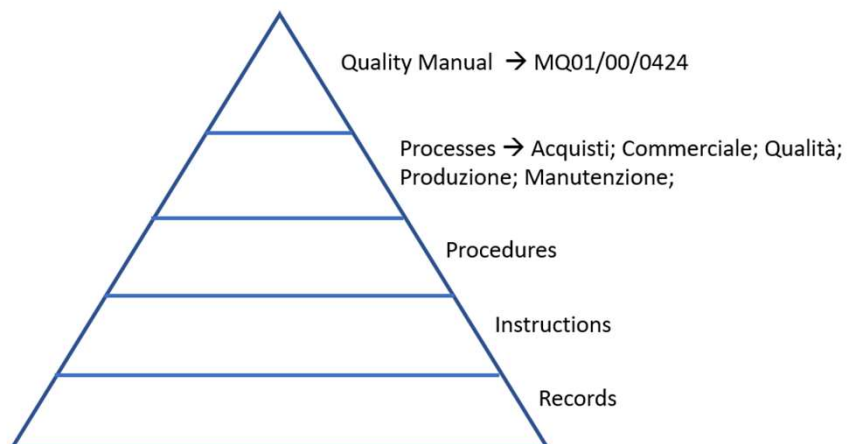 Quality Manual → MQ01/00/0424
Processes → Acquisti; Commerciale; Qualità;
Produzione; Manutenzione;
Procedures
Instructions
Records